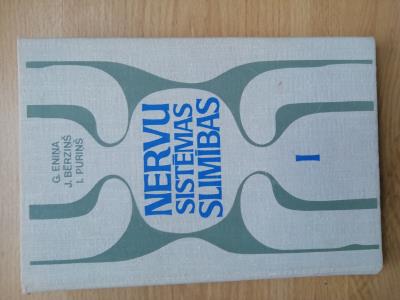 G. ENIŅA
J. BĒRZIŅŠ
I. PURIŅŠ
NERVU
SISTĒMAS
SLIMĪBAS
I